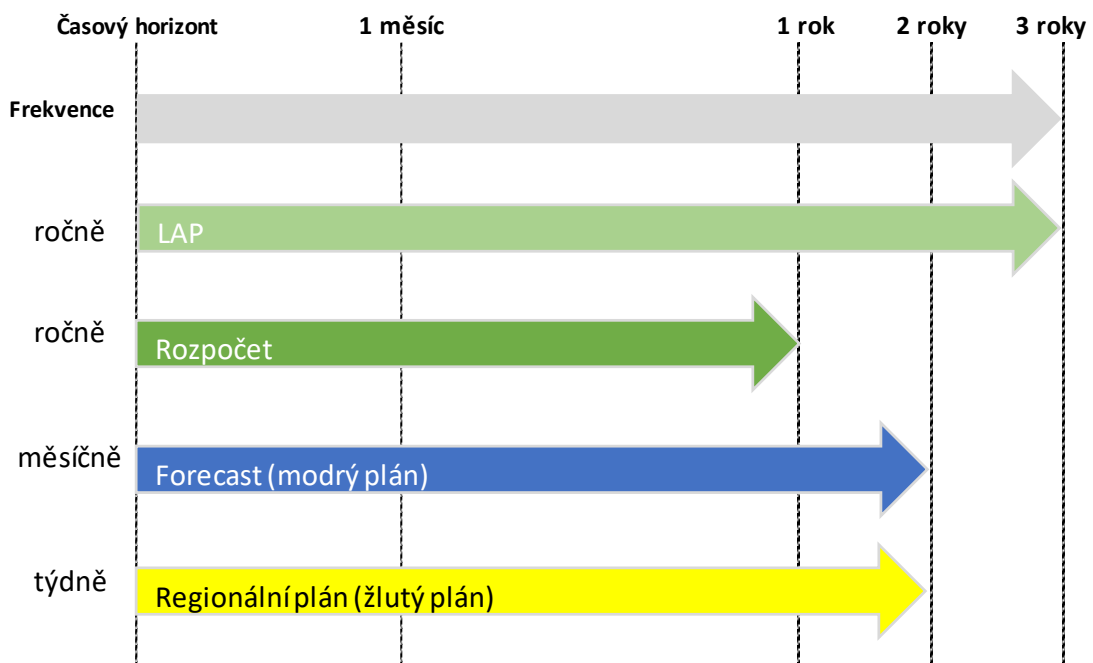 Časový horizont 1 měsíc 1 rok 2 roky 3 roky
Frekvence
ročně LAP
ročně Rozpočet
měsíčně Forecast (modrý plán)
týdně Regionální plán (žlutý plán)